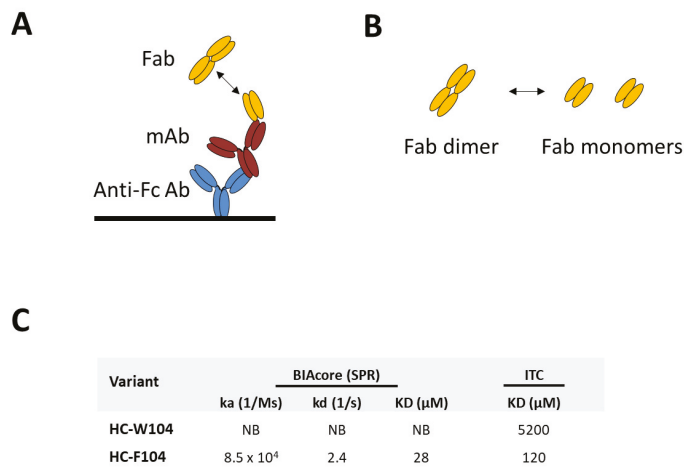 A
B
Fab
mAb
Anti-Fc Ab
Fab dimer
Fab monomers
C
Variant
BIAcore (SPR)
ITC
ka (1/Ms) kd (1/s) KD (µM) KD (µM)
HC-W104 NB NB NB 5200
HC-F104 8.5 x 10⁴ 2.4 28 120